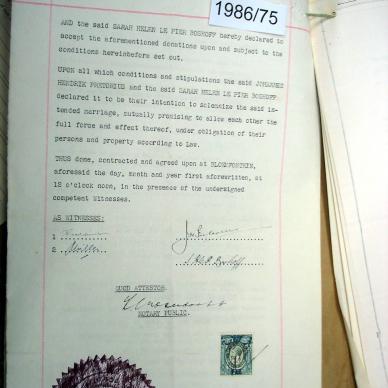 1986/75
AND the said SARAH HELEN LE PIER BOSHOFF hereby declared to
accept the aforementioned donations upon and subject to the
conditions hereinbefore set out.
UPON all which conditions and stipulations the said JOHANNES
HENDRIK PRETORIUS and the said SARAH HELEN LE PIER BOSHOFF
declared it to be their intention to solemnize the said in-
tended marriage, mutually promising to allow each other the
full force and effect thereof, under obligation of their
persons and property according to Law.
THUS done, contracted and agreed upon at BLOEMFONTEIN,
aforesaid the day, month and year first aforewritten, at
12 o'clock noon, in the presence of the undersigned
competent Witnesses.
AS WITNESSES:
1
2
S.H.L.P. Boshoff
QUOD ATTESTOR.
NOTARY PUBLIC.